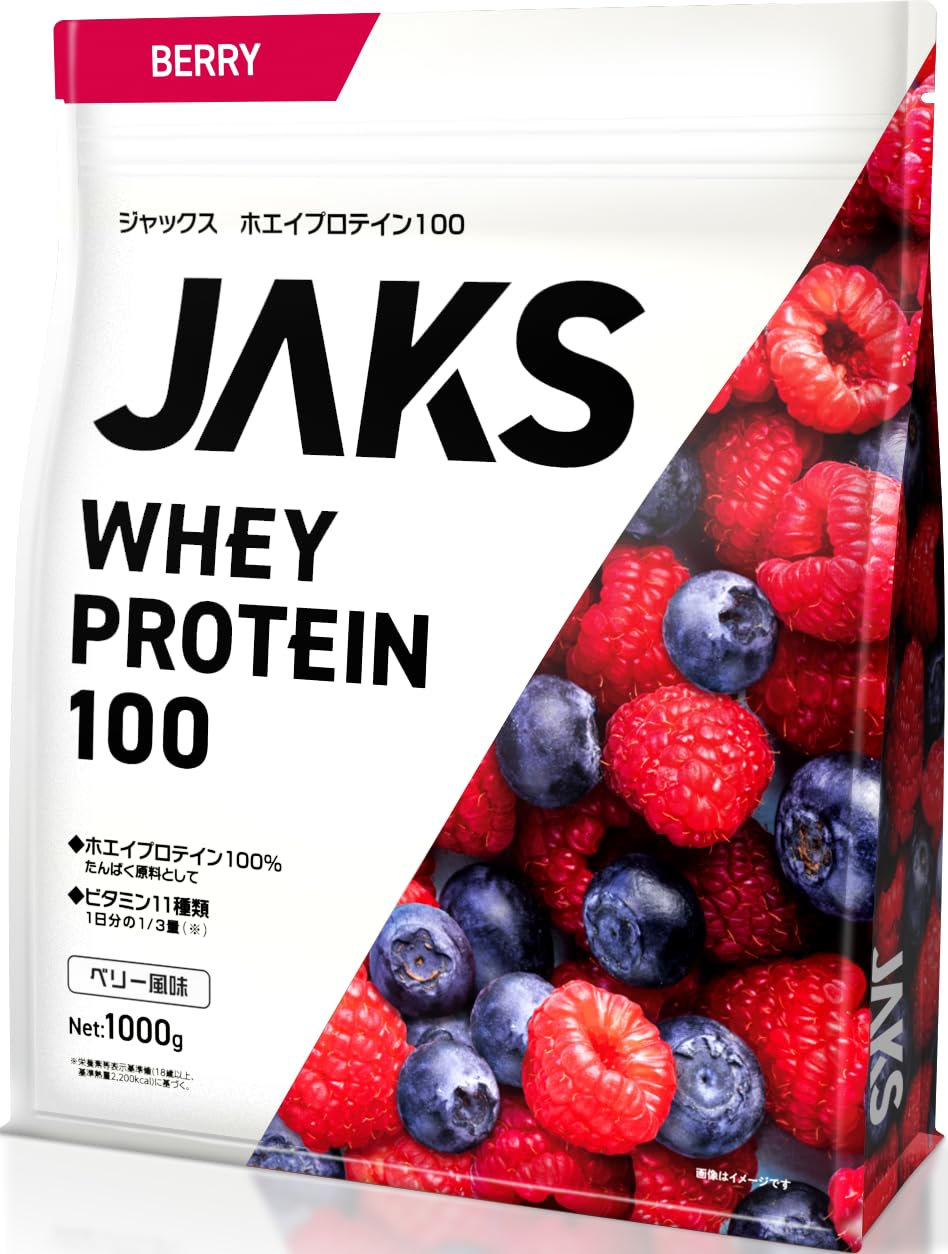 BERRY
ジャックス ホエイプロテイン100
JAKS
WHEY
PROTEIN
100
◆ホエイプロテイン100%
たんぱく原料として
◆ビタミン11種類
1日分の1/3量(※)
ベリー風味
Net:1000g
※栄養素等表示基準値(18歳以上、
基準熱量2,200kcal)に基づく。
画像はイメージです
JAKS